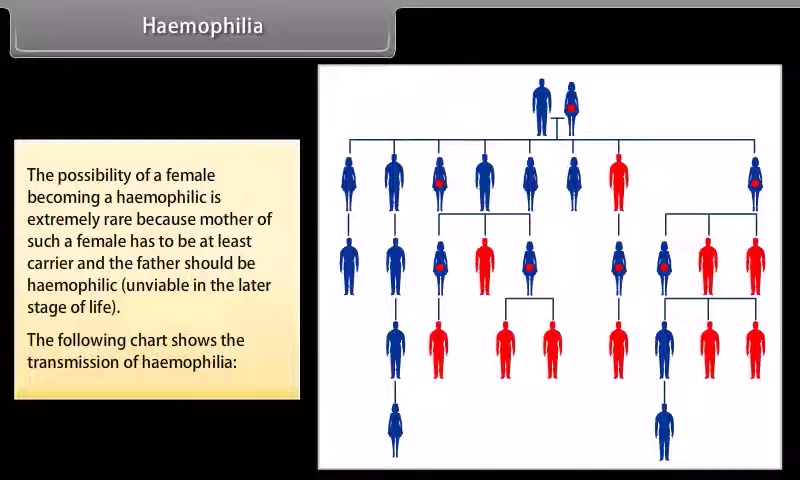 Haemophilia
The possibility of a female
becoming a haemophilic is
extremely rare because mother of
such a female has to be at least
carrier and the father should be
haemophilic (unviable in the later
stage of life).
The following chart shows the
transmission of haemophilia: